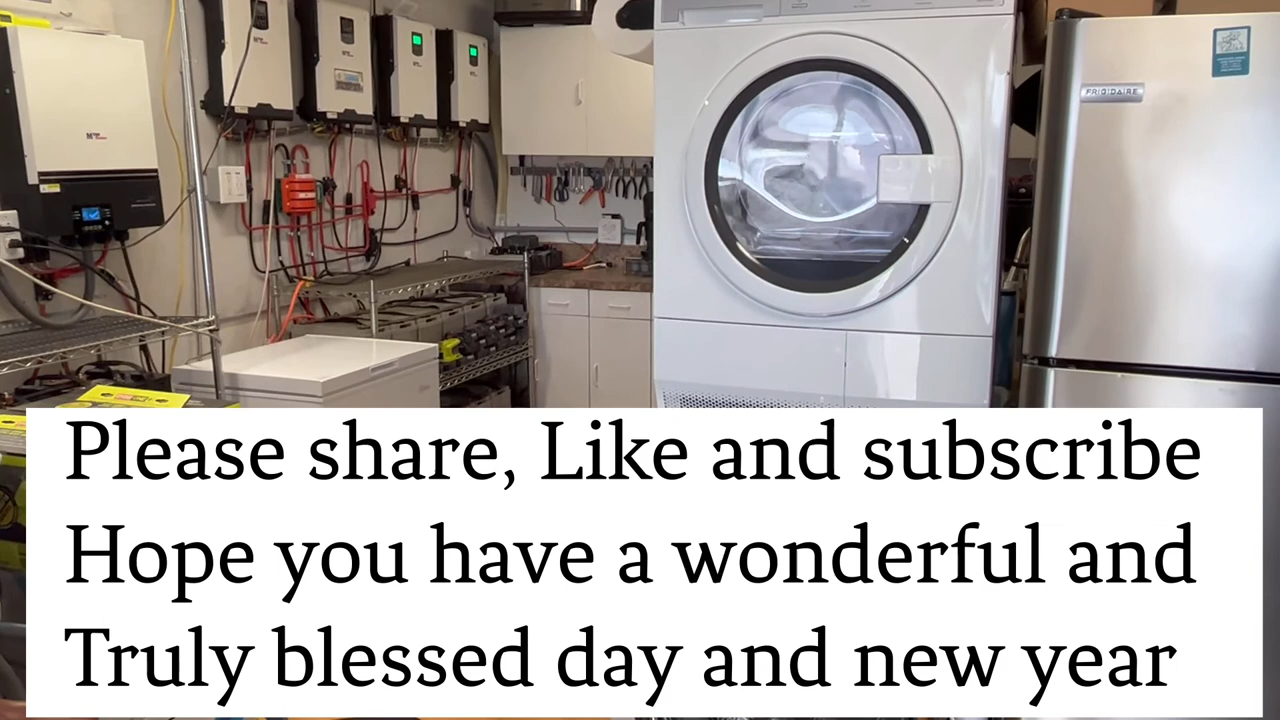 FRIGIDAIRE
Please share, Like and subscribe
Hope you have a wonderful and
Truly blessed day and new year